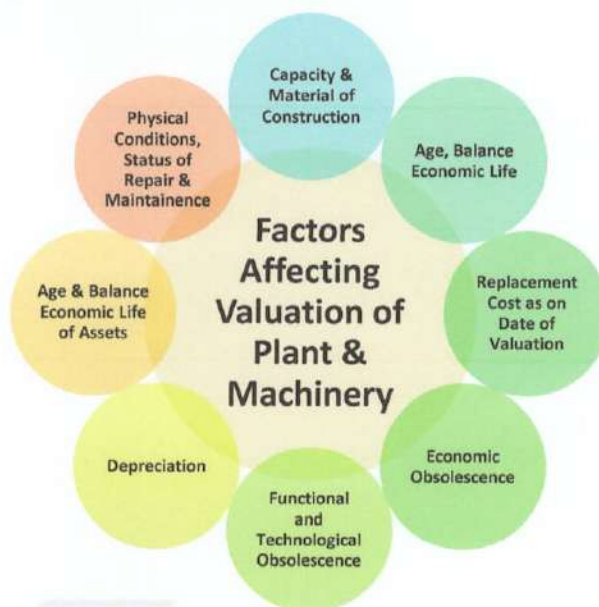 Capacity &
Material of
Construction
Age, Balance
Economic Life
Replacement
Cost as on
Date of
Valuation
Economic
Obsolescence
Functional
and
Technological
Obsolescence
Depreciation
Age & Balance
Economic Life
of Assets
Physical
Conditions,
Status of
Repair &
Maintainence
Factors
Affecting
Valuation of
Plant &
Machinery